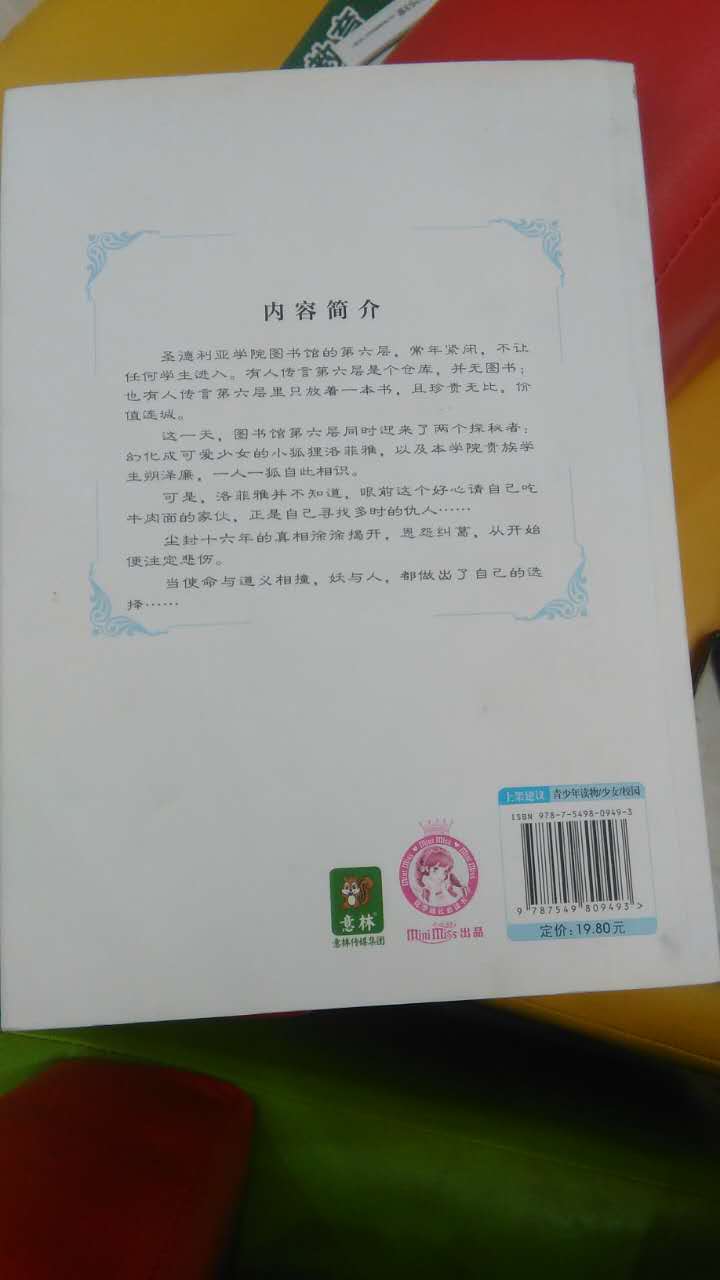 教育
内容简介
圣德利亚学院图书馆的第六层，常年紧闭，不让
任何学生进入。有人传言第六层是个仓库，并无图书；
也有人传言第六层里只放着一本书，且珍贵无比，价
值连城。
这一天，图书馆第六层同时迎来了两个探秘者：
幻化成可爱少女的小狐狸洛菲雅，以及本学院贵族学
生朔泽廉，一人一狐自此相识。
可是，洛菲雅并不知道，眼前这个好心请自己吃
牛肉面的家伙，正是自己寻找多时的仇人……
尘封十六年的真相徐徐揭开，恩怨纠葛，从开始
便注定悲伤。
当使命与道义相撞，妖与人，都做出了自己的选
择……
上架建议 青少年读物/少女/校园
ISBN 978-7-5498-0949-3
9 787549 809493 >
定价：19.80元
意林
意林传媒集团
Mini Miss Mini Miss Mini Miss
Mini Miss 出品